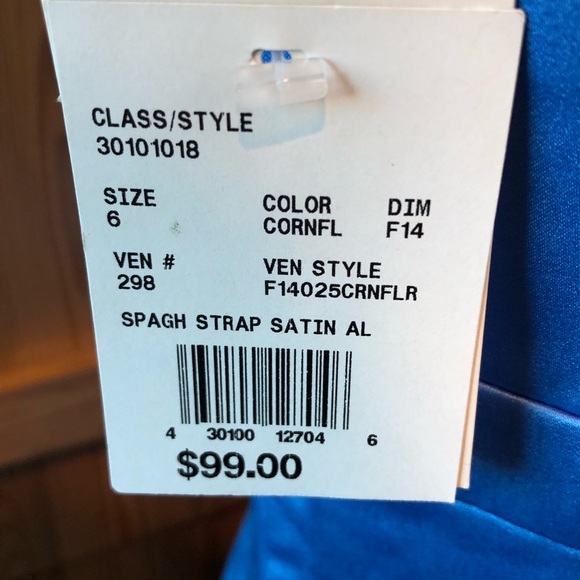 CLASS/STYLE
30101018
SIZE COLOR DIM
6 CORNFL F14
VEN # VEN STYLE
298 F14025CRNFLR
SPAGH STRAP SATIN AL
4 30100 12704 6
$99.00